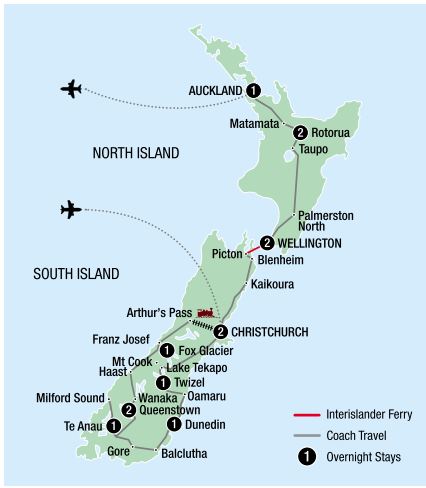 AUCKLAND 1
Matamata
2 Rotorua
Taupo
NORTH ISLAND
Palmerston
North
2 WELLINGTON
Picton
Blenheim
SOUTH ISLAND
Kaikoura
Arthur's Pass
2 CHRISTCHURCH
Franz Josef
1 Fox Glacier
Mt Cook
Lake Tekapo
Haast
1 Twizel
Milford Sound
Wanaka
Oamaru
2 Queenstown
Te Anau 1
1 Dunedin
Gore
Balclutha
Interislander Ferry
Coach Travel
1 Overnight Stays